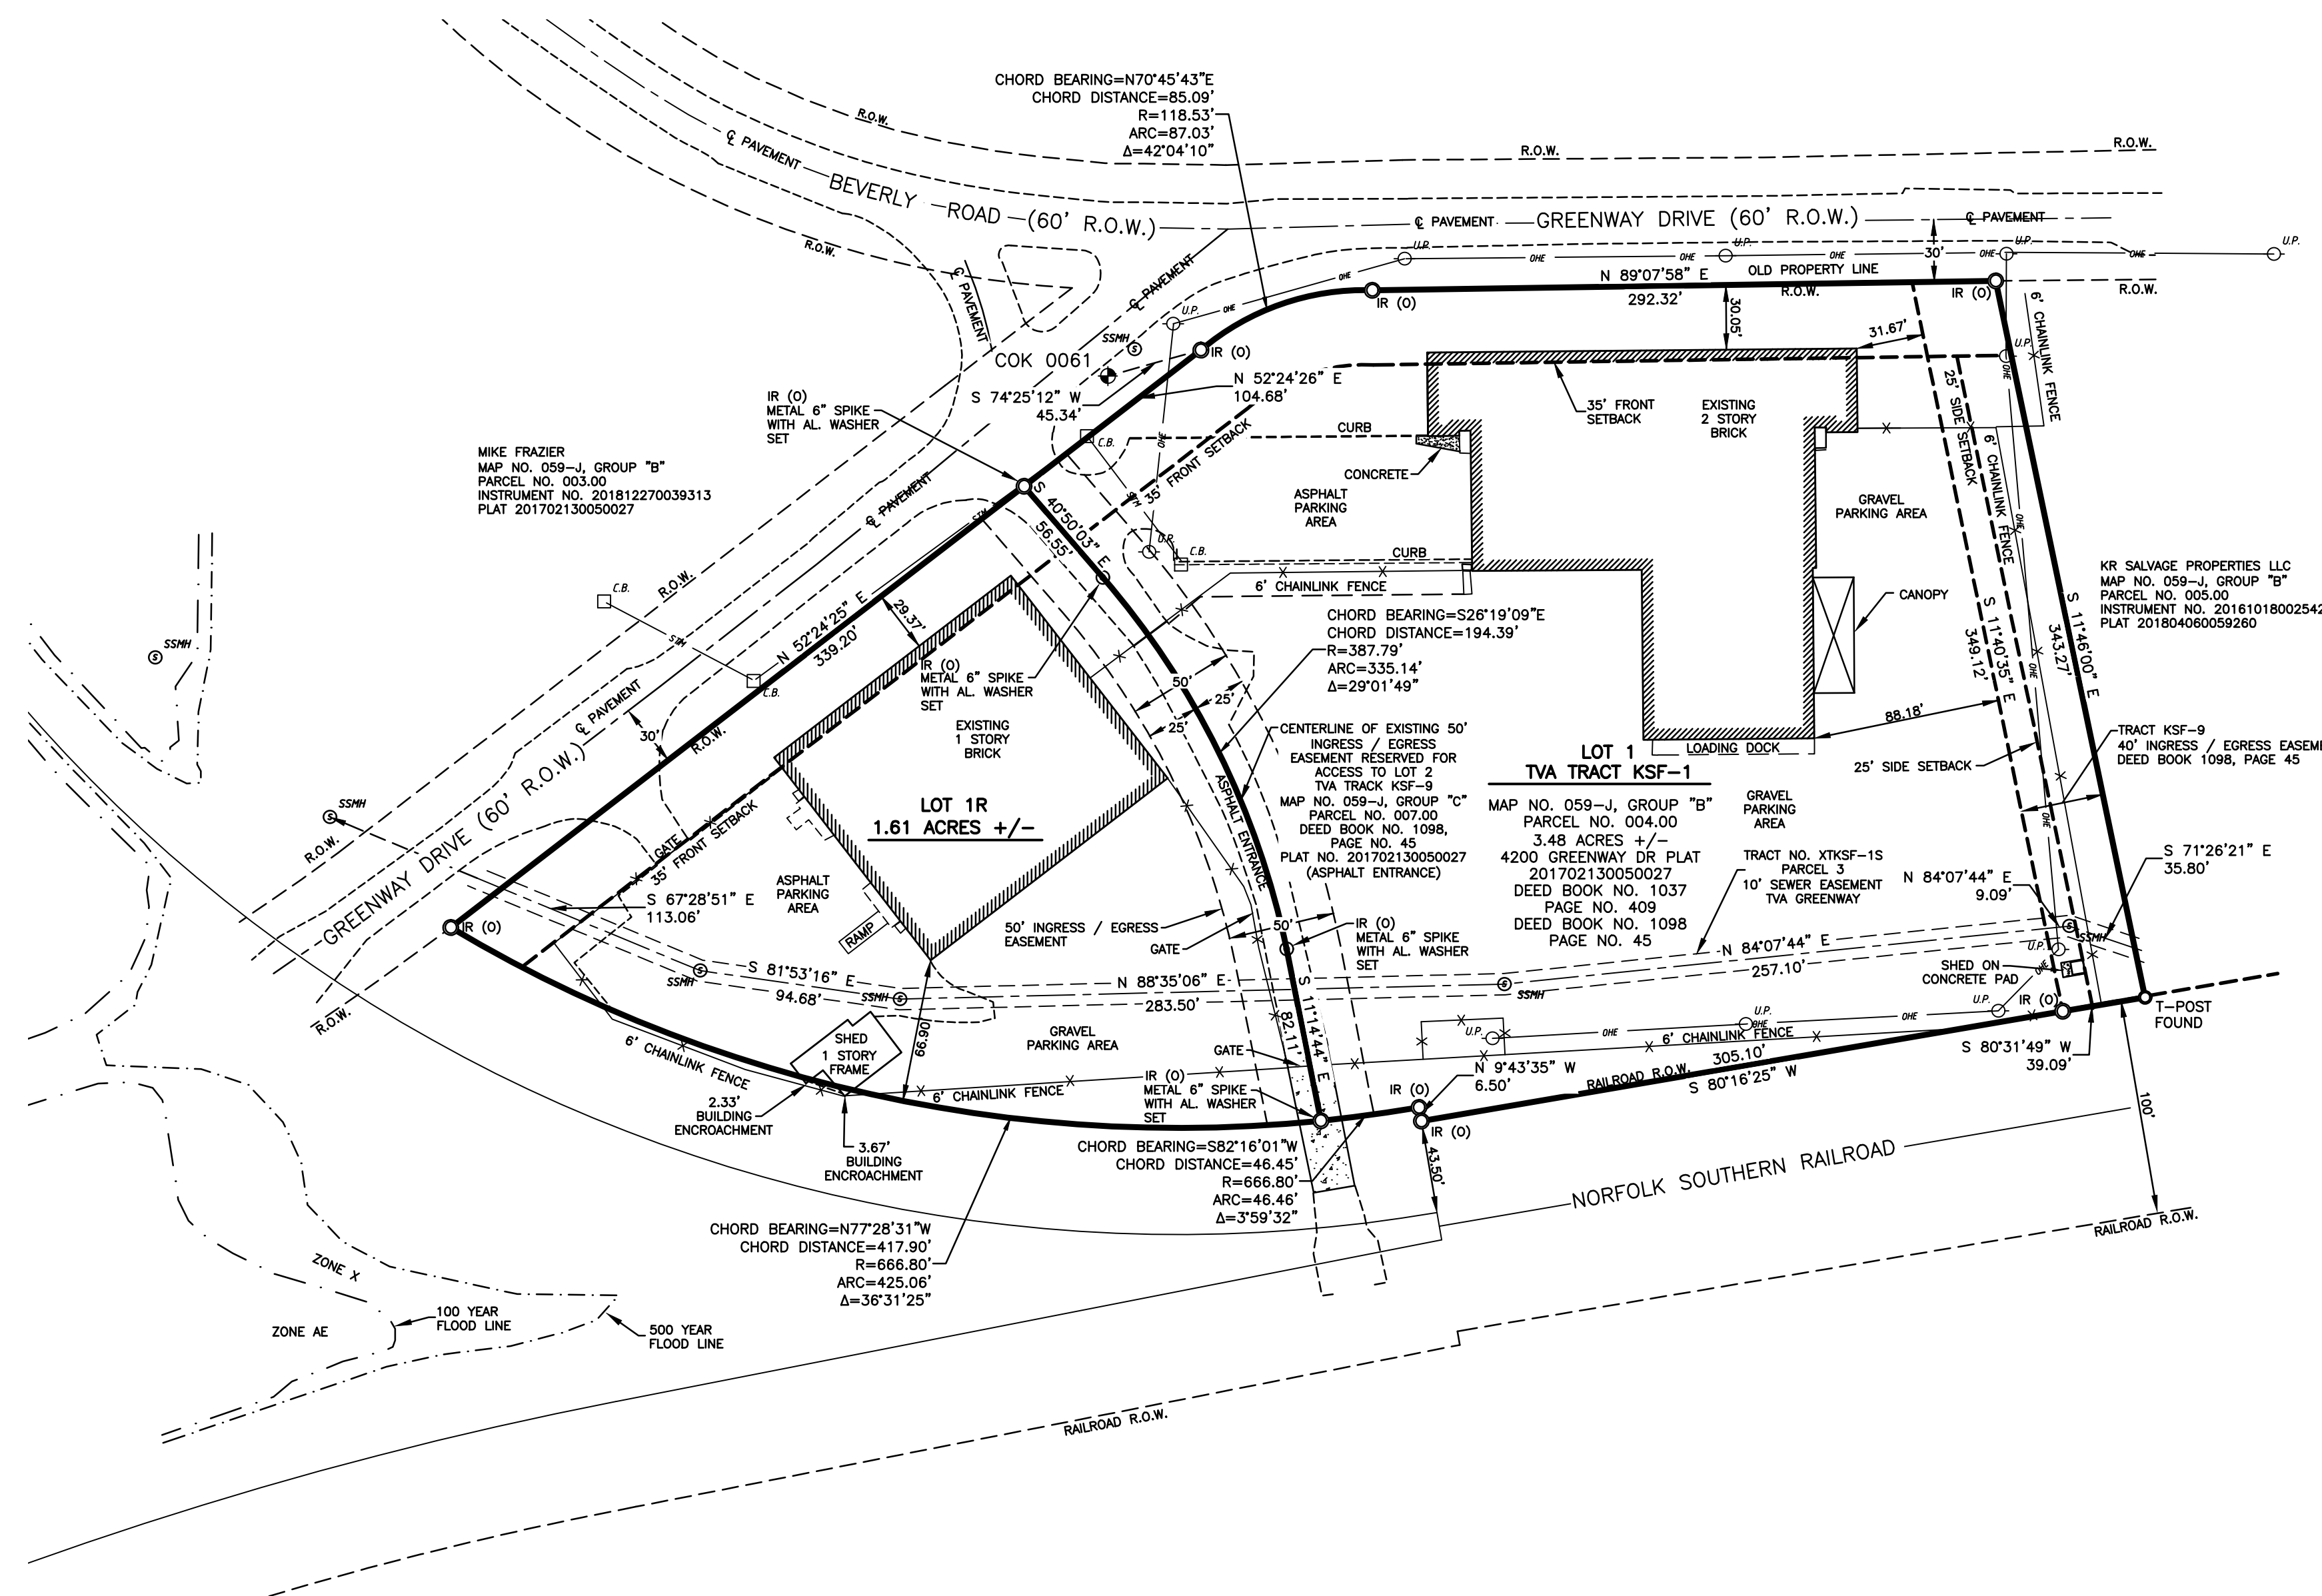 CHORD BEARING=N70°45'43"E
CHORD DISTANCE=85.09'
R=118.53'
ARC=87.03'
Δ=42°04'10"
R.O.W.
R.O.W.
R.O.W.
R.O.W.
℄ PAVEMENT
BEVERLY ROAD (60' R.O.W.)
℄ PAVEMENT
GREENWAY DRIVE (60' R.O.W.)
℄ PAVEMENT
℄ PAVEMENT
℄ PAVEMENT
U.P.
U.P.
U.P.
U.P.
OHE
OHE
OHE
OHE
OHE
OHE
30'
N 89°07'58" E
292.32'
OLD PROPERTY LINE
R.O.W.
R.O.W.
IR (O)
IR (O)
U.P.
SSMH
IR (O)
COK 0061
30.05'
31.67'
U.P.
6' CHAINLINK FENCE
S 74°25'12" W
45.34'
N 52°24'26" E
104.68'
IR (O)
METAL 6" SPIKE
WITH AL. WASHER
SET
35' FRONT
SETBACK
EXISTING
2 STORY
BRICK
25' SIDE SETBACK
6' CHAINLINK FENCE
MIKE FRAZIER
MAP NO. 059-J, GROUP "B"
PARCEL NO. 003.00
INSTRUMENT NO. 201812270039313
PLAT 201702130050027
C.B.
OHE
CURB
CONCRETE
35' FRONT SETBACK
ASPHALT
PARKING
AREA
GRAVEL
PARKING AREA
STM
STM
℄ PAVEMENT
S 40°50'03" E
56.55'
U.P.
C.B.
CURB
6' CHAINLINK FENCE
OHE
KR SALVAGE PROPERTIES LLC
MAP NO. 059-J, GROUP "B"
PARCEL NO. 005.00
PLAT 201804060059260
R.O.W.
C.B.
STM
C.B.
SSMH
N 52°24'25" E
339.20'
29.37'
CANOPY
S 11°40'35" E
349.12'
S 11°46'00" E
343.27'
OHE
CHORD BEARING=S26°19'09"E
CHORD DISTANCE=194.39'
R=387.79'
ARC=335.14'
Δ=29°01'49"
IR (O)
METAL 6" SPIKE
WITH AL. WASHER
SET
50'
25'
25'
EXISTING
1 STORY
BRICK
℄ PAVEMENT
30'
R.O.W.
88.18'
LOADING DOCK
CENTERLINE OF EXISTING 50'
INGRESS / EGRESS
EASEMENT RESERVED FOR
ACCESS TO LOT 2
TVA TRACK KSF-9
MAP NO. 059-J, GROUP "C"
PARCEL NO. 007.00
DEED BOOK NO. 1098,
PAGE NO. 45
PLAT NO. 201702130050027
(ASPHALT ENTRANCE)
LOT 1
TVA TRACT KSF-1
MAP NO. 059-J, GROUP "B"
PARCEL NO. 004.00
3.48 ACRES +/-
4200 GREENWAY DR PLAT
201702130050027
DEED BOOK NO. 1037
PAGE NO. 409
DEED BOOK NO. 1098
PAGE NO. 45
25' SIDE SETBACK
TRACT KSF-9
40' INGRESS / EGRESS
DEED BOOK 1098, PAGE 45
GRAVEL
PARKING
AREA
OHE
ASPHALT ENTRANCE
LOT 1R
1.61 ACRES +/-
SSMH
R.O.W.
GREENWAY DRIVE (60' R.O.W.)
GATE
35' FRONT SETBACK
ASPHALT
PARKING
AREA
RAMP
TRACT NO. XTKSF-1S
PARCEL 3
10' SEWER EASEMENT
TVA GREENWAY
N 84°07'44" E
9.09'
S 71°26'21" E
35.80'
S 67°28'51" E
113.06'
IR (O)
50' INGRESS / EGRESS
EASEMENT
GATE
50'
IR (O)
METAL 6" SPIKE
WITH AL. WASHER
SET
N 84°07'44" E
257.10'
U.P.
SSMH
OHE
SHED ON
CONCRETE PAD
S 81°53'16" E
94.68'
SSMH
SSMH
N 88°35'06" E
283.50'
SSMH
IR (O)
T-POST
FOUND
R.O.W.
66.90'
S 11°14'44" E
82.11'
SHED
1 STORY
FRAME
GRAVEL
PARKING AREA
GATE
U.P.
OHE
U.P.
OHE
OHE
U.P.
6' CHAINLINK FENCE
305.10'
RAILROAD R.O.W.
S 80°16'25" W
S 80°31'49" W
39.09'
6' CHAINLINK FENCE
2.33'
BUILDING
ENCROACHMENT
6' CHAINLINK FENCE
IR (O)
METAL 6" SPIKE
WITH AL. WASHER
SET
N 9°43'35" W
6.50'
IR (O)
IR (O)
100'
3.67'
BUILDING
ENCROACHMENT
CHORD BEARING=S82°16'01"W
CHORD DISTANCE=46.45'
R=666.80'
ARC=46.46'
Δ=3°59'32"
43.50'
NORFOLK SOUTHERN RAILROAD
RAILROAD R.O.W.
CHORD BEARING=N77°28'31"W
CHORD DISTANCE=417.90'
R=666.80'
ARC=425.06'
Δ=36°31'25"
ZONE X
ZONE AE
100 YEAR
FLOOD LINE
500 YEAR
FLOOD LINE
RAILROAD R.O.W.